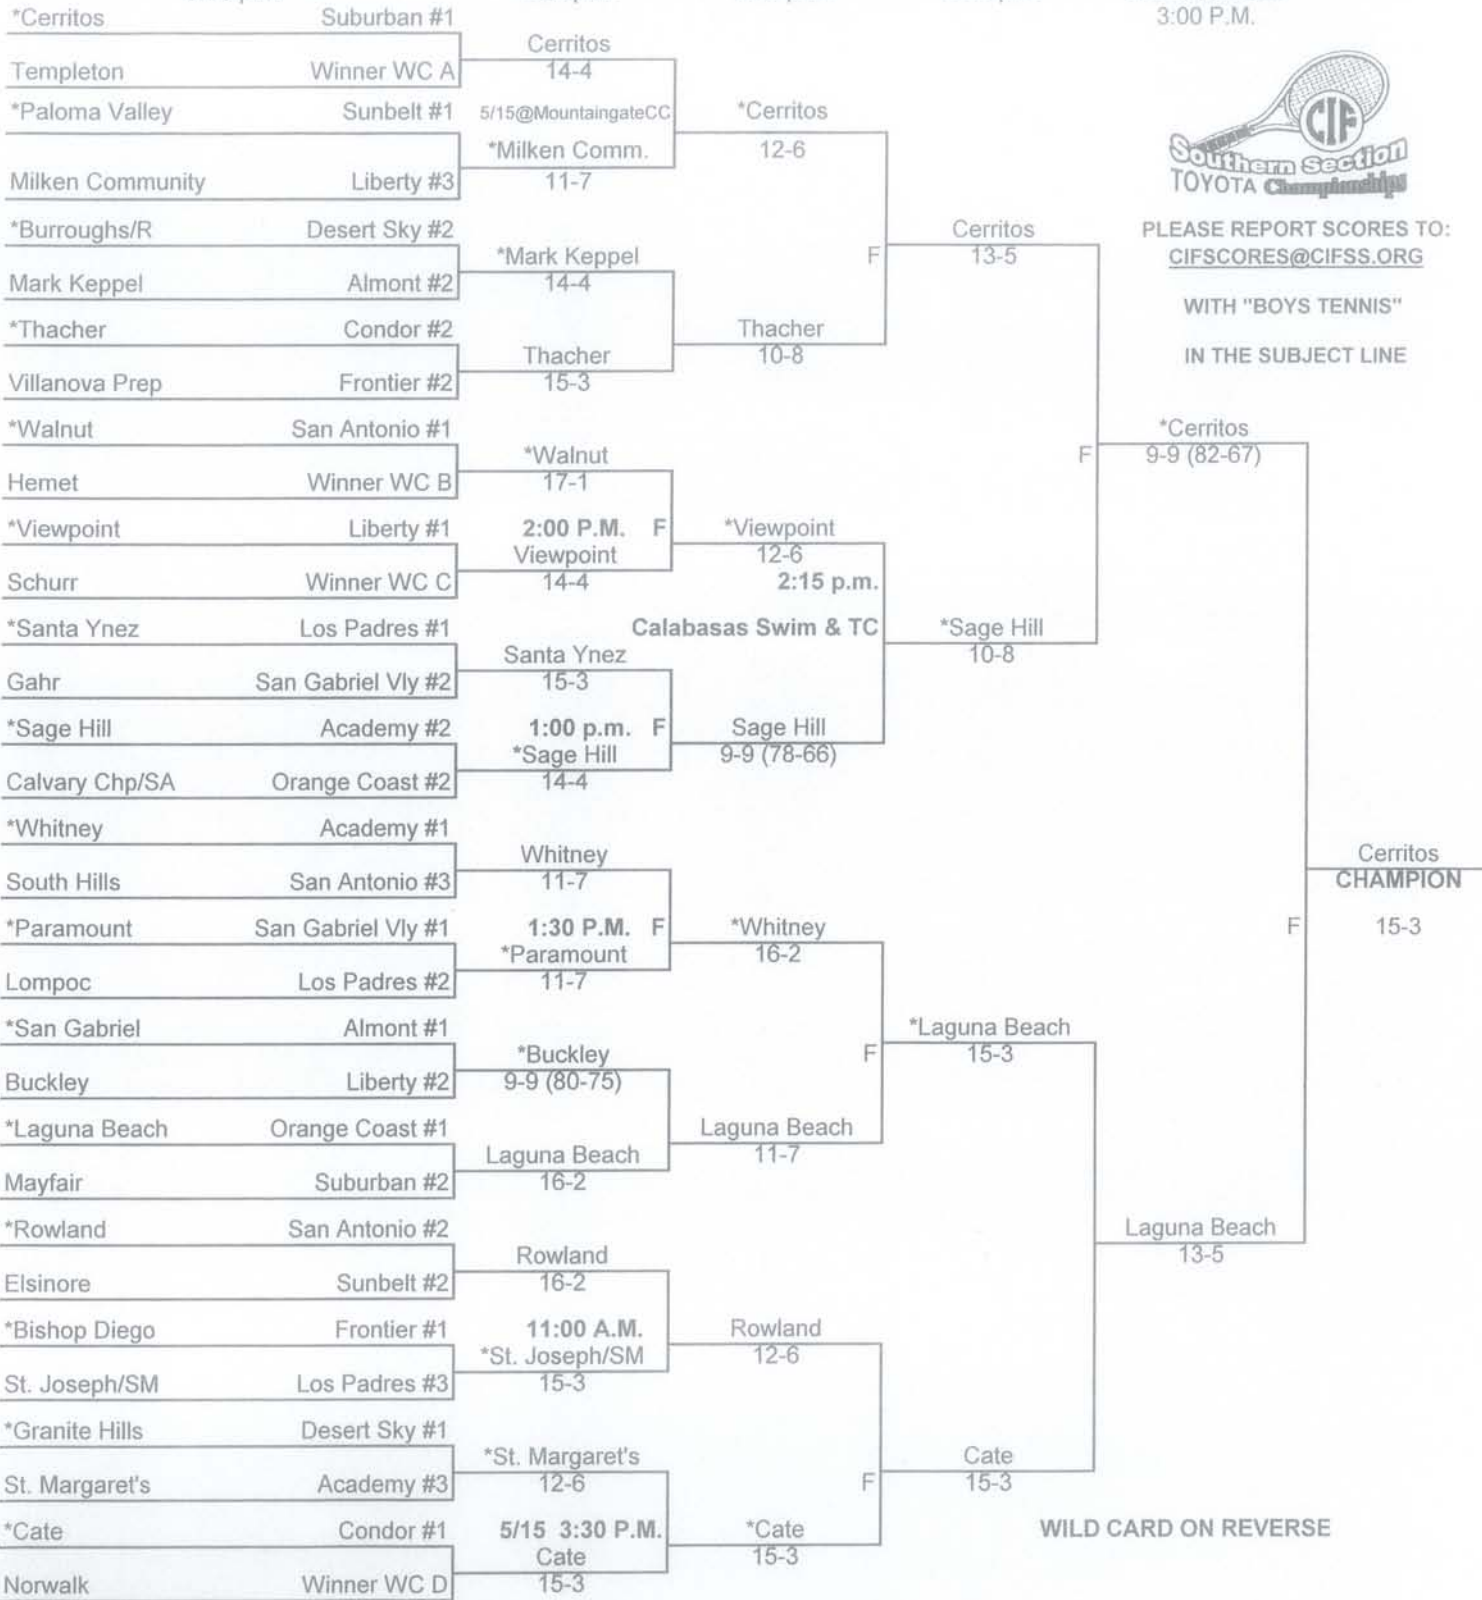 *Cerritos Suburban #1
Templeton Winner WC A
*Paloma Valley Sunbelt #1
Milken Community Liberty #3
*Burroughs/R Desert Sky #2
Mark Keppel Almont #2
*Thacher Condor #2
Villanova Prep Frontier #2
*Walnut San Antonio #1
Hemet Winner WC B
*Viewpoint Liberty #1
Schurr Winner WC C
*Santa Ynez Los Padres #1
Gahr San Gabriel Vly #2
*Sage Hill Academy #2
Calvary Chp/SA Orange Coast #2
*Whitney Academy #1
South Hills San Antonio #3
*Paramount San Gabriel Vly #1
Lompoc Los Padres #2
*San Gabriel Almont #1
Buckley Liberty #2
*Laguna Beach Orange Coast #1
Mayfair Suburban #2
*Rowland San Antonio #2
Elsinore Sunbelt #2
*Bishop Diego Frontier #1
St. Joseph/SM Los Padres #3
*Granite Hills Desert Sky #1
St. Margaret's Academy #3
*Cate Condor #1
Norwalk Winner WC D
Cerritos
14-4
5/15@MountaingateCC
*Milken Comm.
11-7
*Mark Keppel
14-4
Thacher
15-3
*Walnut
17-1
2:00 P.M. F
Viewpoint
14-4
Santa Ynez
15-3
1:00 p.m. F
*Sage Hill
14-4
Whitney
11-7
1:30 P.M. F
*Paramount
11-7
*Buckley
9-9 (80-75)
Laguna Beach
16-2
Rowland
16-2
11:00 A.M.
*St. Joseph/SM
15-3
*St. Margaret's
12-6
5/15 3:30 P.M.
Cate
15-3
*Cerritos
12-6
F
Thacher
10-8
*Viewpoint
12-6
2:15 p.m.
Calabasas Swim & TC
Sage Hill
9-9 (78-66)
*Whitney
16-2
F
Laguna Beach
11-7
Rowland
12-6
F
*Cate
15-3
Cerritos
13-5
F
*Sage Hill
10-8
*Laguna Beach
15-3
Cate
15-3
*Cerritos
9-9 (82-67)
F
Laguna Beach
13-5
Cerritos
CHAMPION
15-3
3:00 P.M.
CIF
Southern Section
TOYOTA Championships
PLEASE REPORT SCORES TO:
CIFSCORES@CIFSS.ORG
WITH "BOYS TENNIS"
IN THE SUBJECT LINE
WILD CARD ON REVERSE